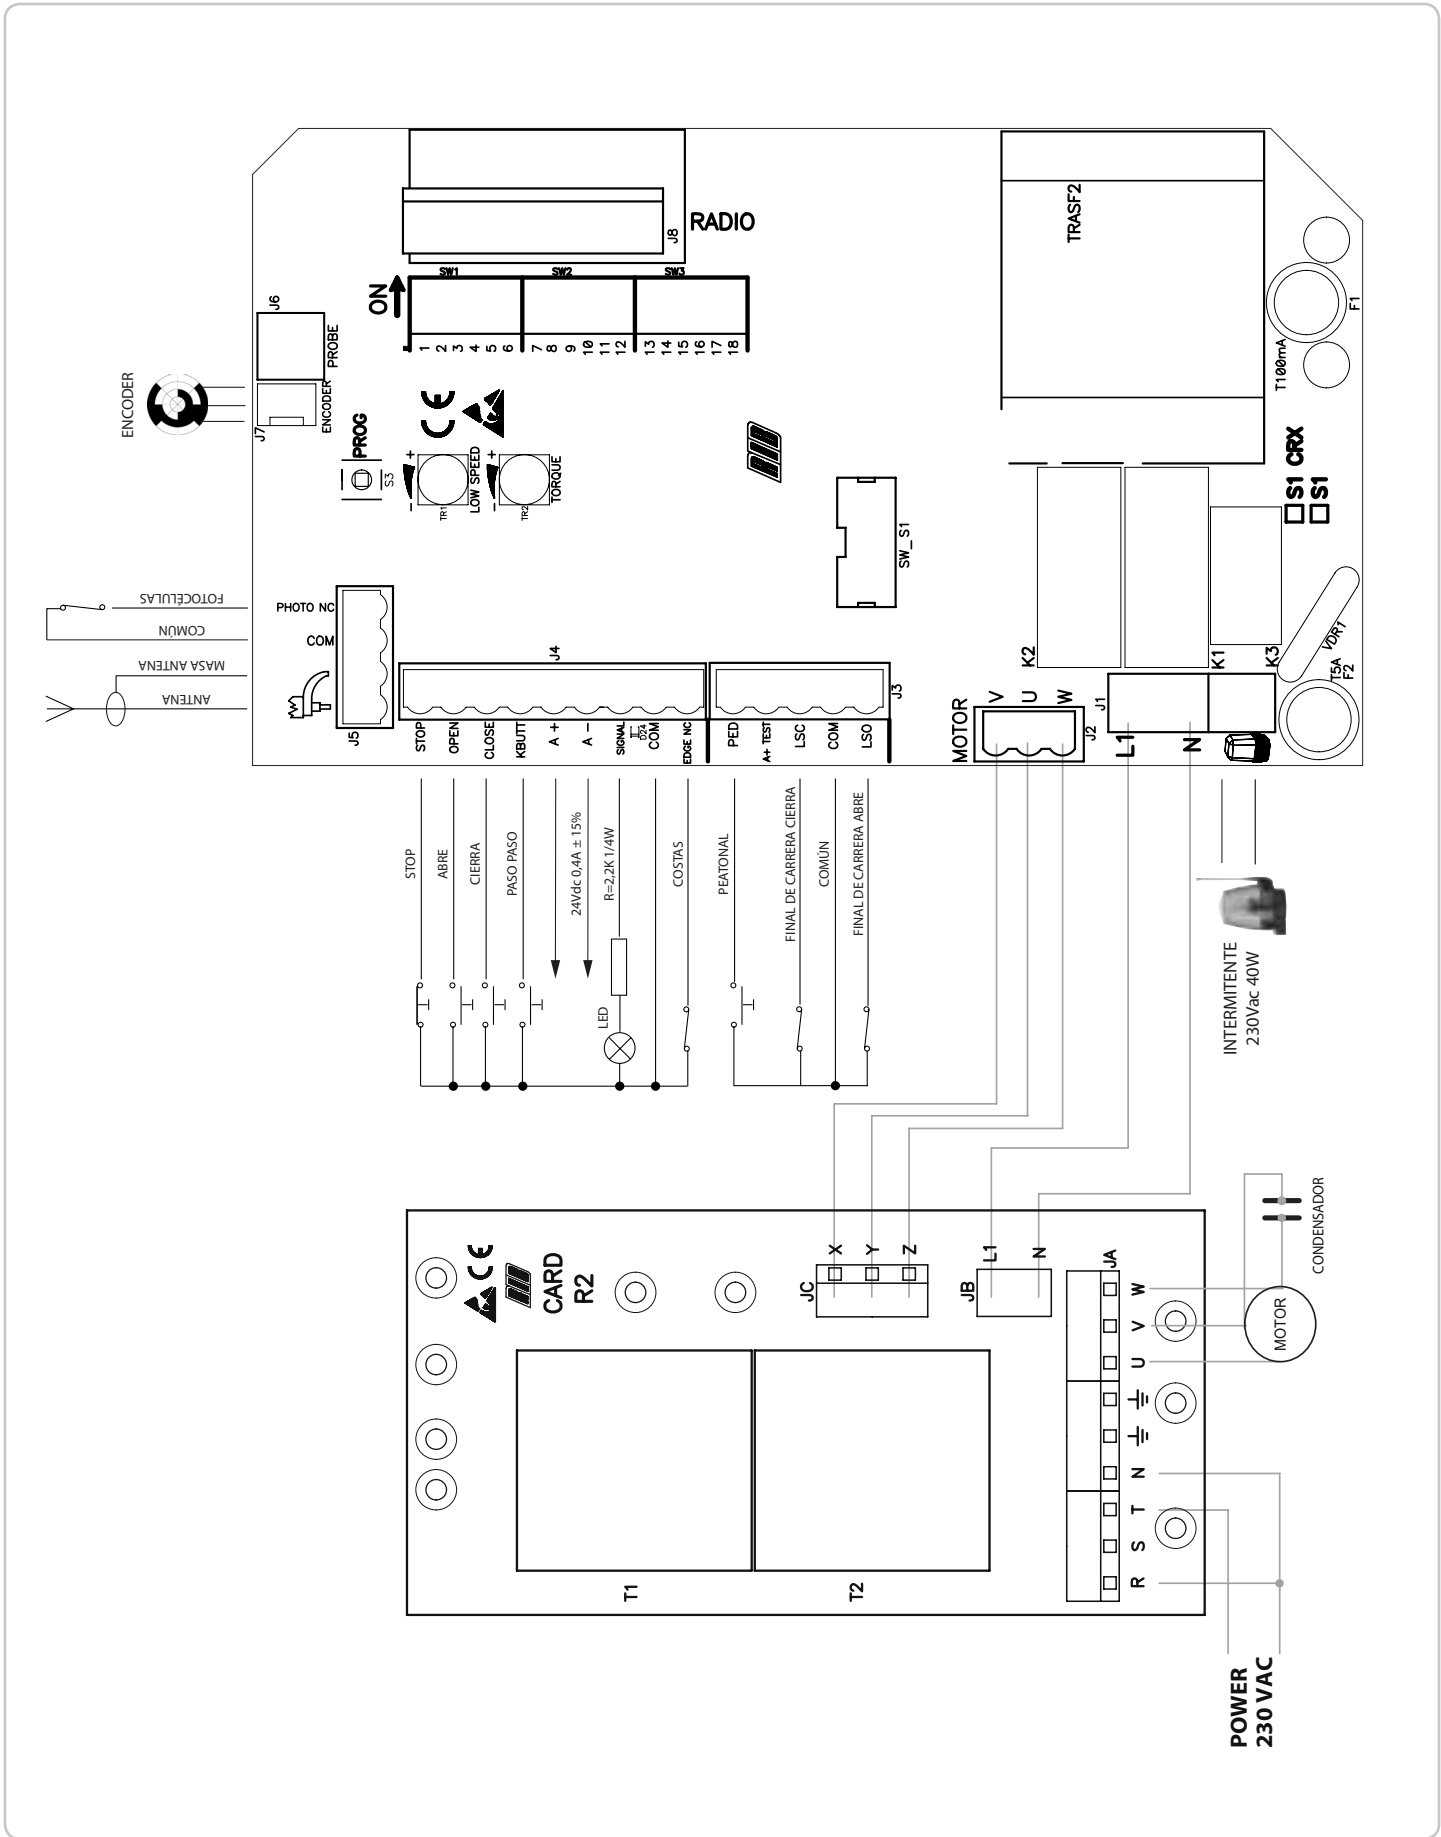 RADIO
J8
TRASF2
SW1
SW2
SW3
ON
1
2
3
4
5
6
7
8
9
10
11
12
13
14
15
16
17
18
J6
PROBE
ENCODER
ENCODER
J7
F1
T100mA
PROG
S3
CE
- +
LOW SPEED
TR1
- +
TORQUE
TR2
S1 CRX
S1
SW_S1
FOTOCÉLULAS
COMÚN
MASA ANTENA
ANTENA
PHOTO NC
COM
J5
J4
J3
K2
K1
K3
VDR1
T5A
F2
STOP
OPEN
CLOSE
KBUTT
A +
A -
SIGNAL
D24
COM
EDGE NC
PED
A+ TEST
LSC
COM
LSO
MOTOR
V
U
W
J2
J1
L1
N
STOP
ABRE
CIERRA
PASO PASO
24Vdc 0,4A ± 15%
R=2,2K 1/4W
LED
COSTAS
PEATONAL
FINAL DE CARRERA CIERRA
COMÚN
FINAL DE CARRERA ABRE
INTERMITENTE
230Vac 40W
CE
CARD
R2
JC
X
Y
Z
JB
L1
N
JA
W
V
U
N
T
S
R
CONDENSADOR
MOTOR
T1
T2
POWER
230 VAC